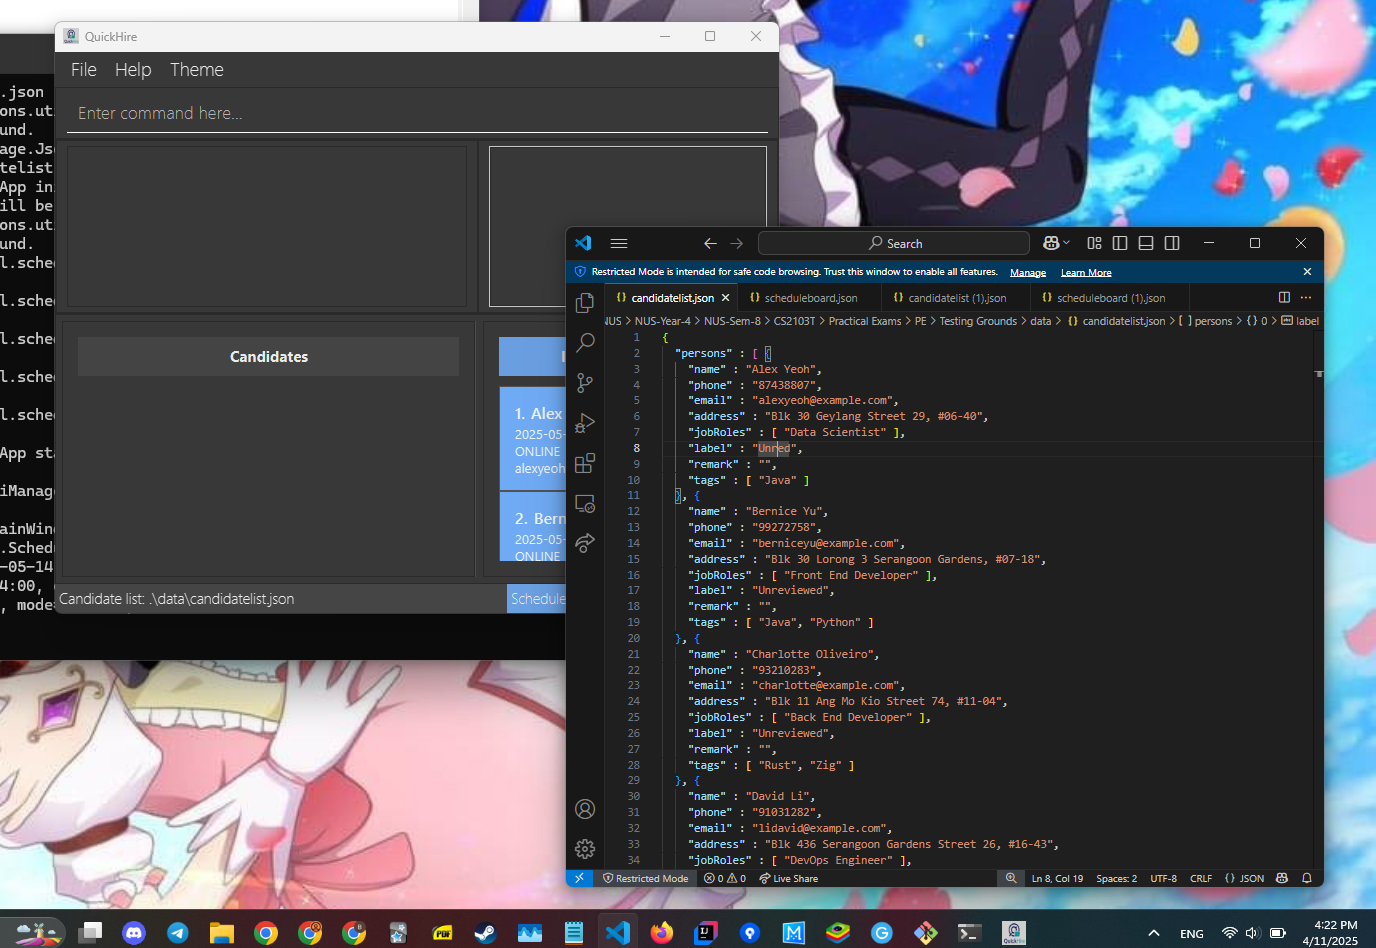 QuickHire
File Help Theme
Enter command here...
.json
ons.uti
und.
age.Jso
telist
App in
ill be
ons.uti
und.
l.sched
l.sched
l.sched
l.sched
l.sched
App sta
iManage
ainWind
.Schedu
-05-14
4:00,
, mode=
Candidates
1. Alex
2025-05-
ONLINE
alexyeoh
2. Bern
2025-05-
ONLINE
Candidate list: .\data\candidatelist.json
Schedule
Search
Restricted Mode is intended for safe code browsing. Trust this window to enable all features. Manage Learn More
{} candidatelist.json {} scheduleboard.json {} candidatelist (1).json {} scheduleboard (1).json
NUS > NUS-Year-4 > NUS-Sem-8 > CS2103T > Practical Exams > PE > Testing Grounds > data > {} candidatelist.json > [ ] persons > {} 0 > label
1 {
2 "persons" : [ {
3 "name" : "Alex Yeoh",
4 "phone" : "87438807",
5 "email" : "alexyeoh@example.com",
6 "address" : "Blk 30 Geylang Street 29, #06-40",
7 "jobRoles" : [ "Data Scientist" ],
8 "label" : "Unred",
9 "remark" : "",
10 "tags" : [ "Java" ]
11 }, {
12 "name" : "Bernice Yu",
13 "phone" : "99272758",
14 "email" : "berniceyu@example.com",
15 "address" : "Blk 30 Lorong 3 Serangoon Gardens, #07-18",
16 "jobRoles" : [ "Front End Developer" ],
17 "label" : "Unreviewed",
18 "remark" : "",
19 "tags" : [ "Java", "Python" ]
20 }, {
21 "name" : "Charlotte Oliveiro",
22 "phone" : "93210283",
23 "email" : "charlotte@example.com",
24 "address" : "Blk 11 Ang Mo Kio Street 74, #11-04",
25 "jobRoles" : [ "Back End Developer" ],
26 "label" : "Unreviewed",
27 "remark" : "",
28 "tags" : [ "Rust", "Zig" ]
29 }, {
30 "name" : "David Li",
31 "phone" : "91031282",
32 "email" : "lidavid@example.com",
33 "address" : "Blk 436 Serangoon Gardens Street 26, #16-43",
34 "jobRoles" : [ "DevOps Engineer" ],
Restricted Mode 0 0 Live Share Ln 8, Col 19 Spaces: 2 UTF-8 CRLF {} JSON
ENG
4:22 PM
4/11/2025